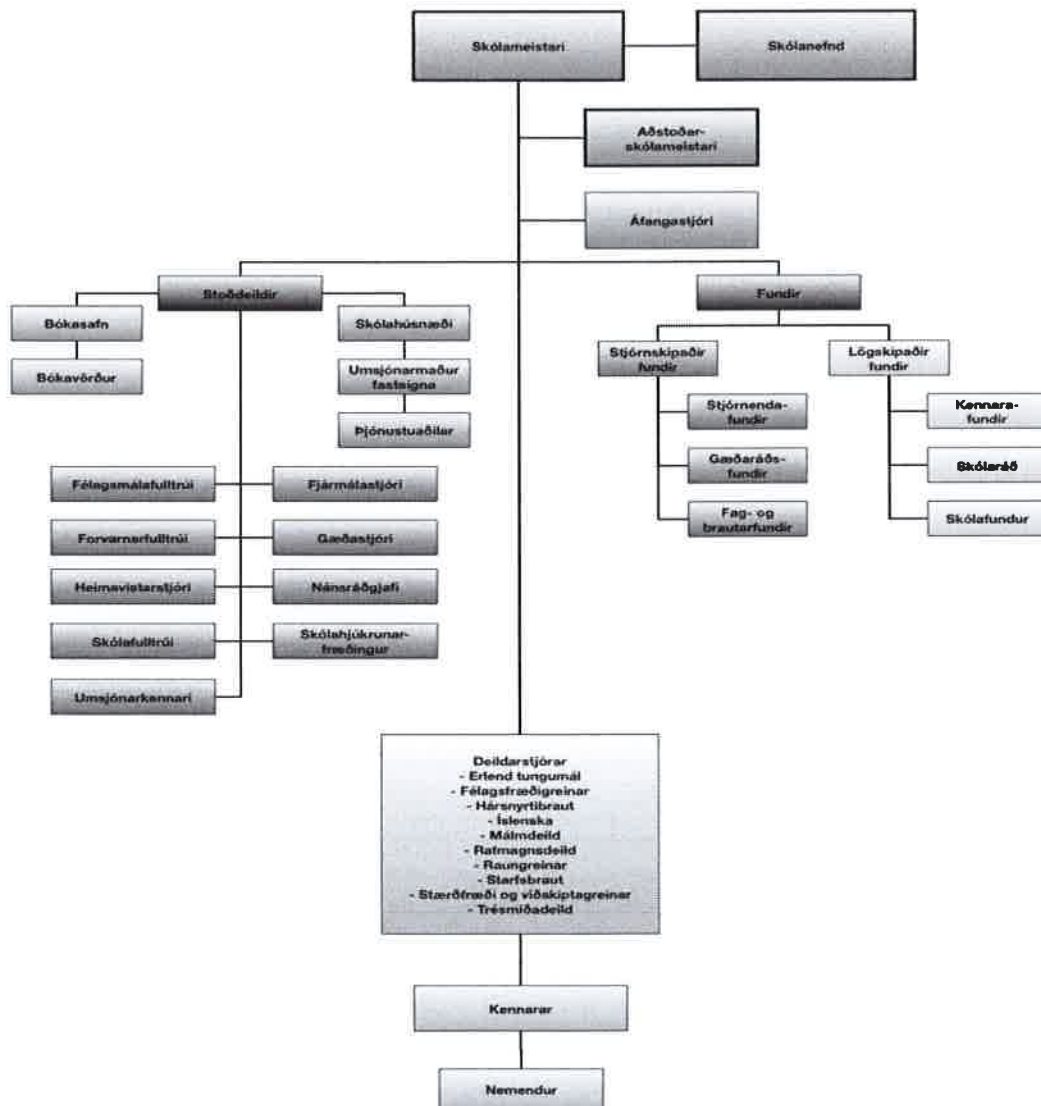 Skólameistari
Skólanefnd
Aðstoðar-
skólameistari
Áfangastjóri
Stoðdeildir
Fundir
Bókasafn
Skólahúsnæði
Bókavörður
Umsjónarmaður
fasteigna
Þjónustuaðilar
Stjórnskipaðir
fundir
Lögskipaðir
fundir
Stjórnenda-
fundir
Kennara-
fundir
Gæðaráðs-
fundir
Skólaráð
Fag- og
brautarfundir
Skólafundur
Félagsmálafulltrúi
Fjármálastjóri
Forvarnarfulltrúi
Gæðastjóri
Heimavistarstjóri
Námsráðgjafi
Skólafulltrúi
Skólahjúkrunar-
fræðingur
Umsjónarkennari
Deildarstjórar
- Erlend tungumál
- Félagsfræðigreinar
- Hársnyrtibraut
- Íslenska
- Málmdeild
- Rafmagnsdeild
- Raungreinar
- Starfsbraut
- Stærðfræði og viðskiptagreinar
- Trésmíðadeild
Kennarar
Nemendur